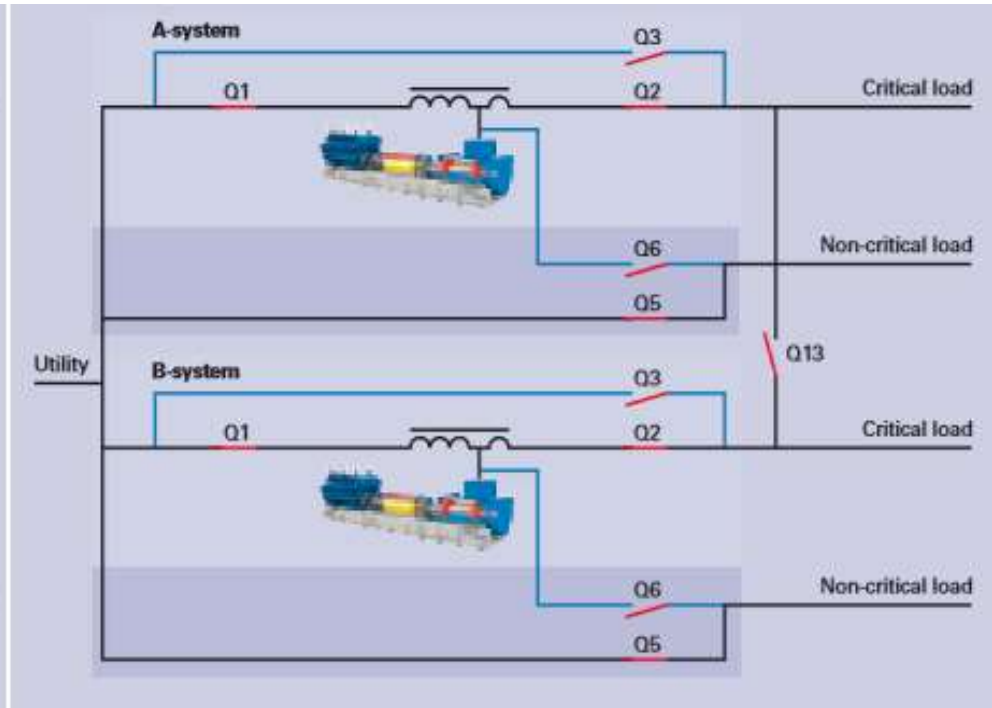 A-system
Q3
Q1
Q2
Critical load
Q6
Non-critical load
Q5
Utility
Q13
B-system
Q3
Q1
Q2
Critical load
Q6
Non-critical load
Q5